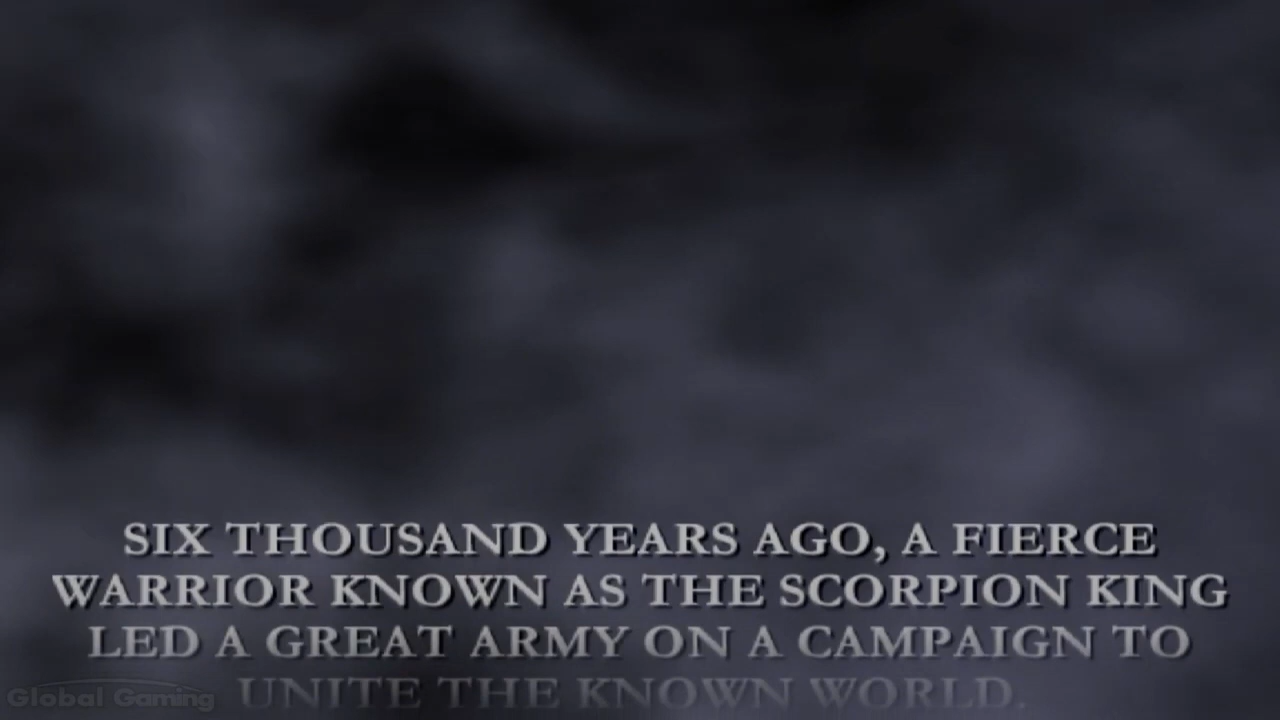 SIX THOUSAND YEARS AGO, A FIERCE
WARRIOR KNOWN AS THE SCORPION KING
LED A GREAT ARMY ON A CAMPAIGN TO
UNITE THE KNOWN WORLD.
Global Gaming